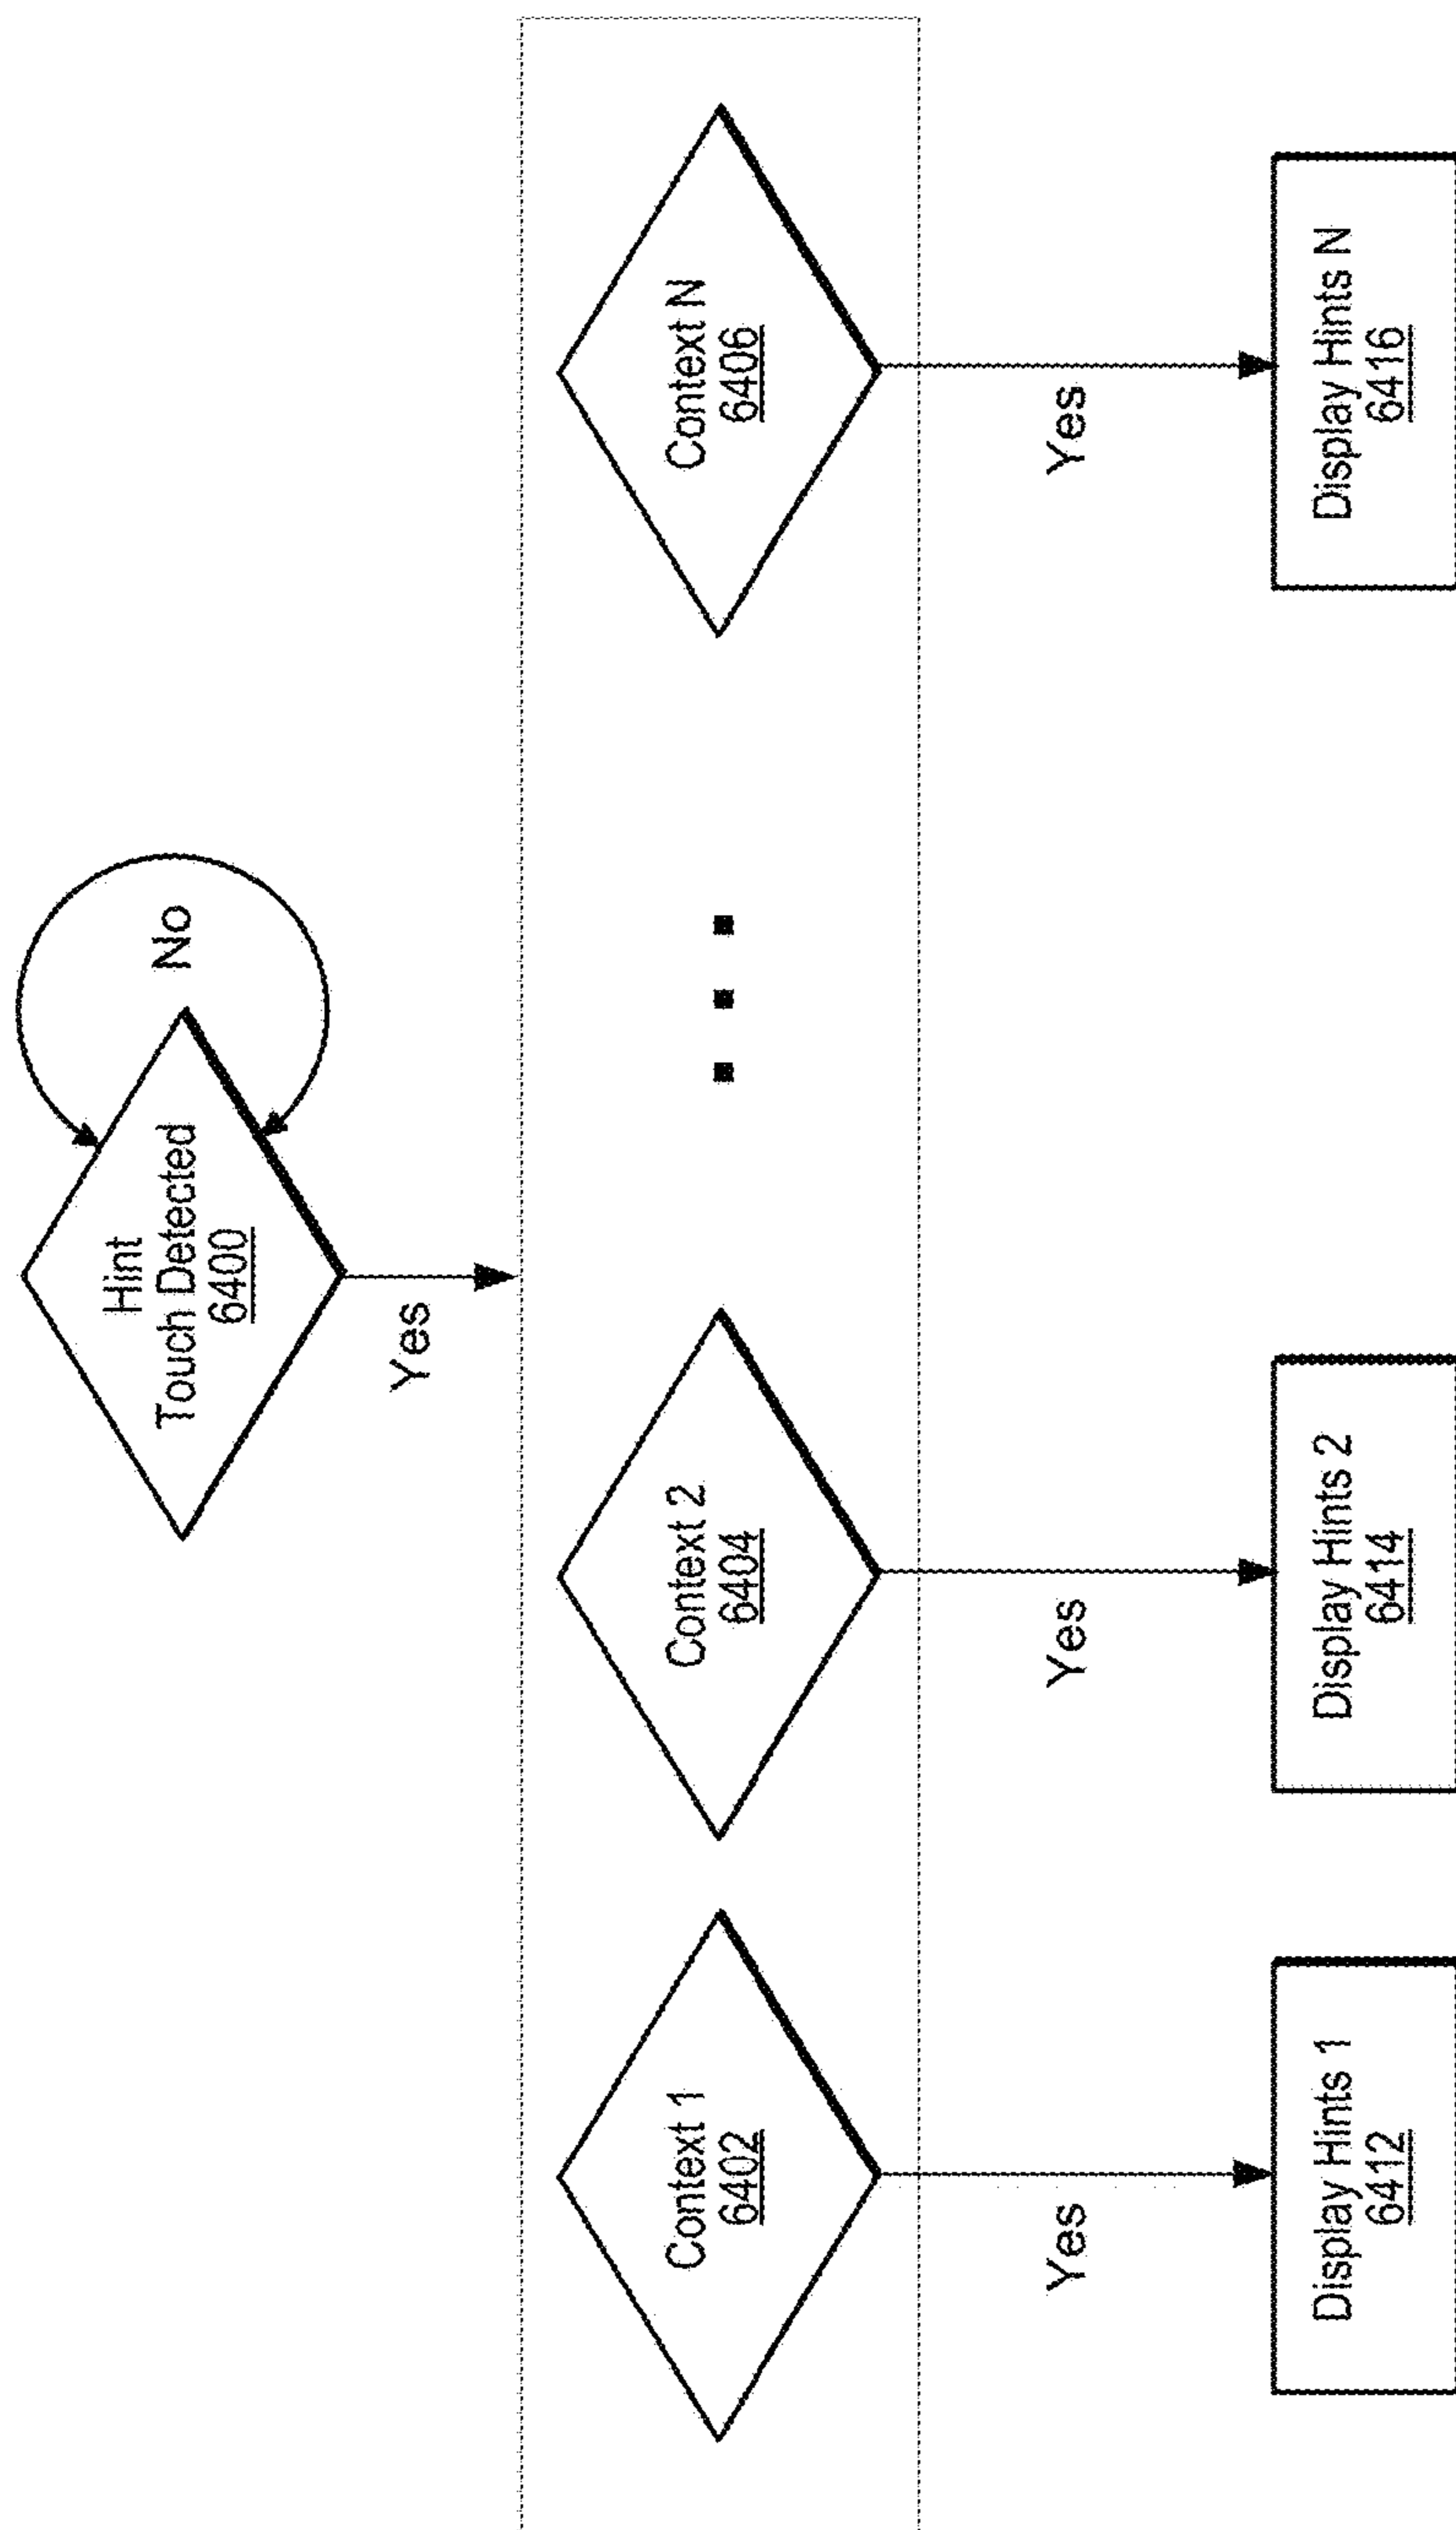 Hint
Touch Detected
6400
No
Yes
Context 1
6402
Context 2
6404
Context N
6406
Yes
Yes
Yes
Display Hints 1
6412
Display Hints 2
6414
Display Hints N
6416